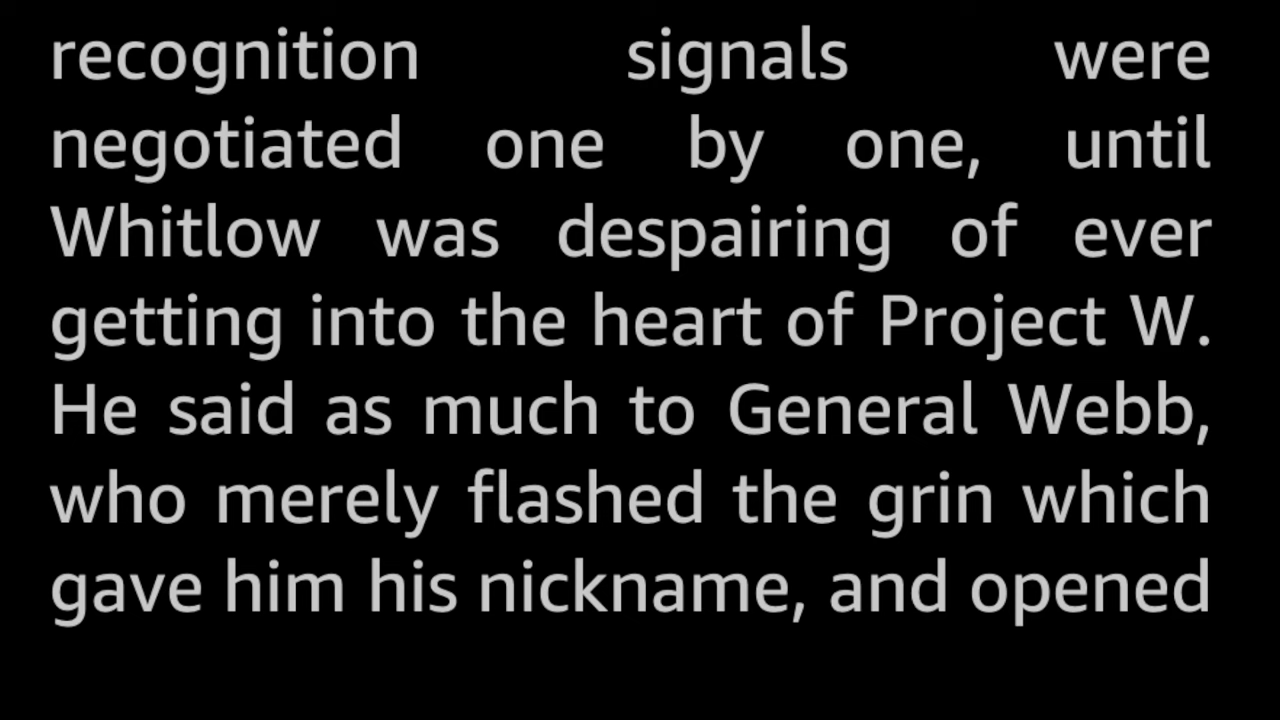 recognition signals were
negotiated one by one, until
Whitlow was despairing of ever
getting into the heart of Project W.
He said as much to General Webb,
who merely flashed the grin which
gave him his nickname, and opened